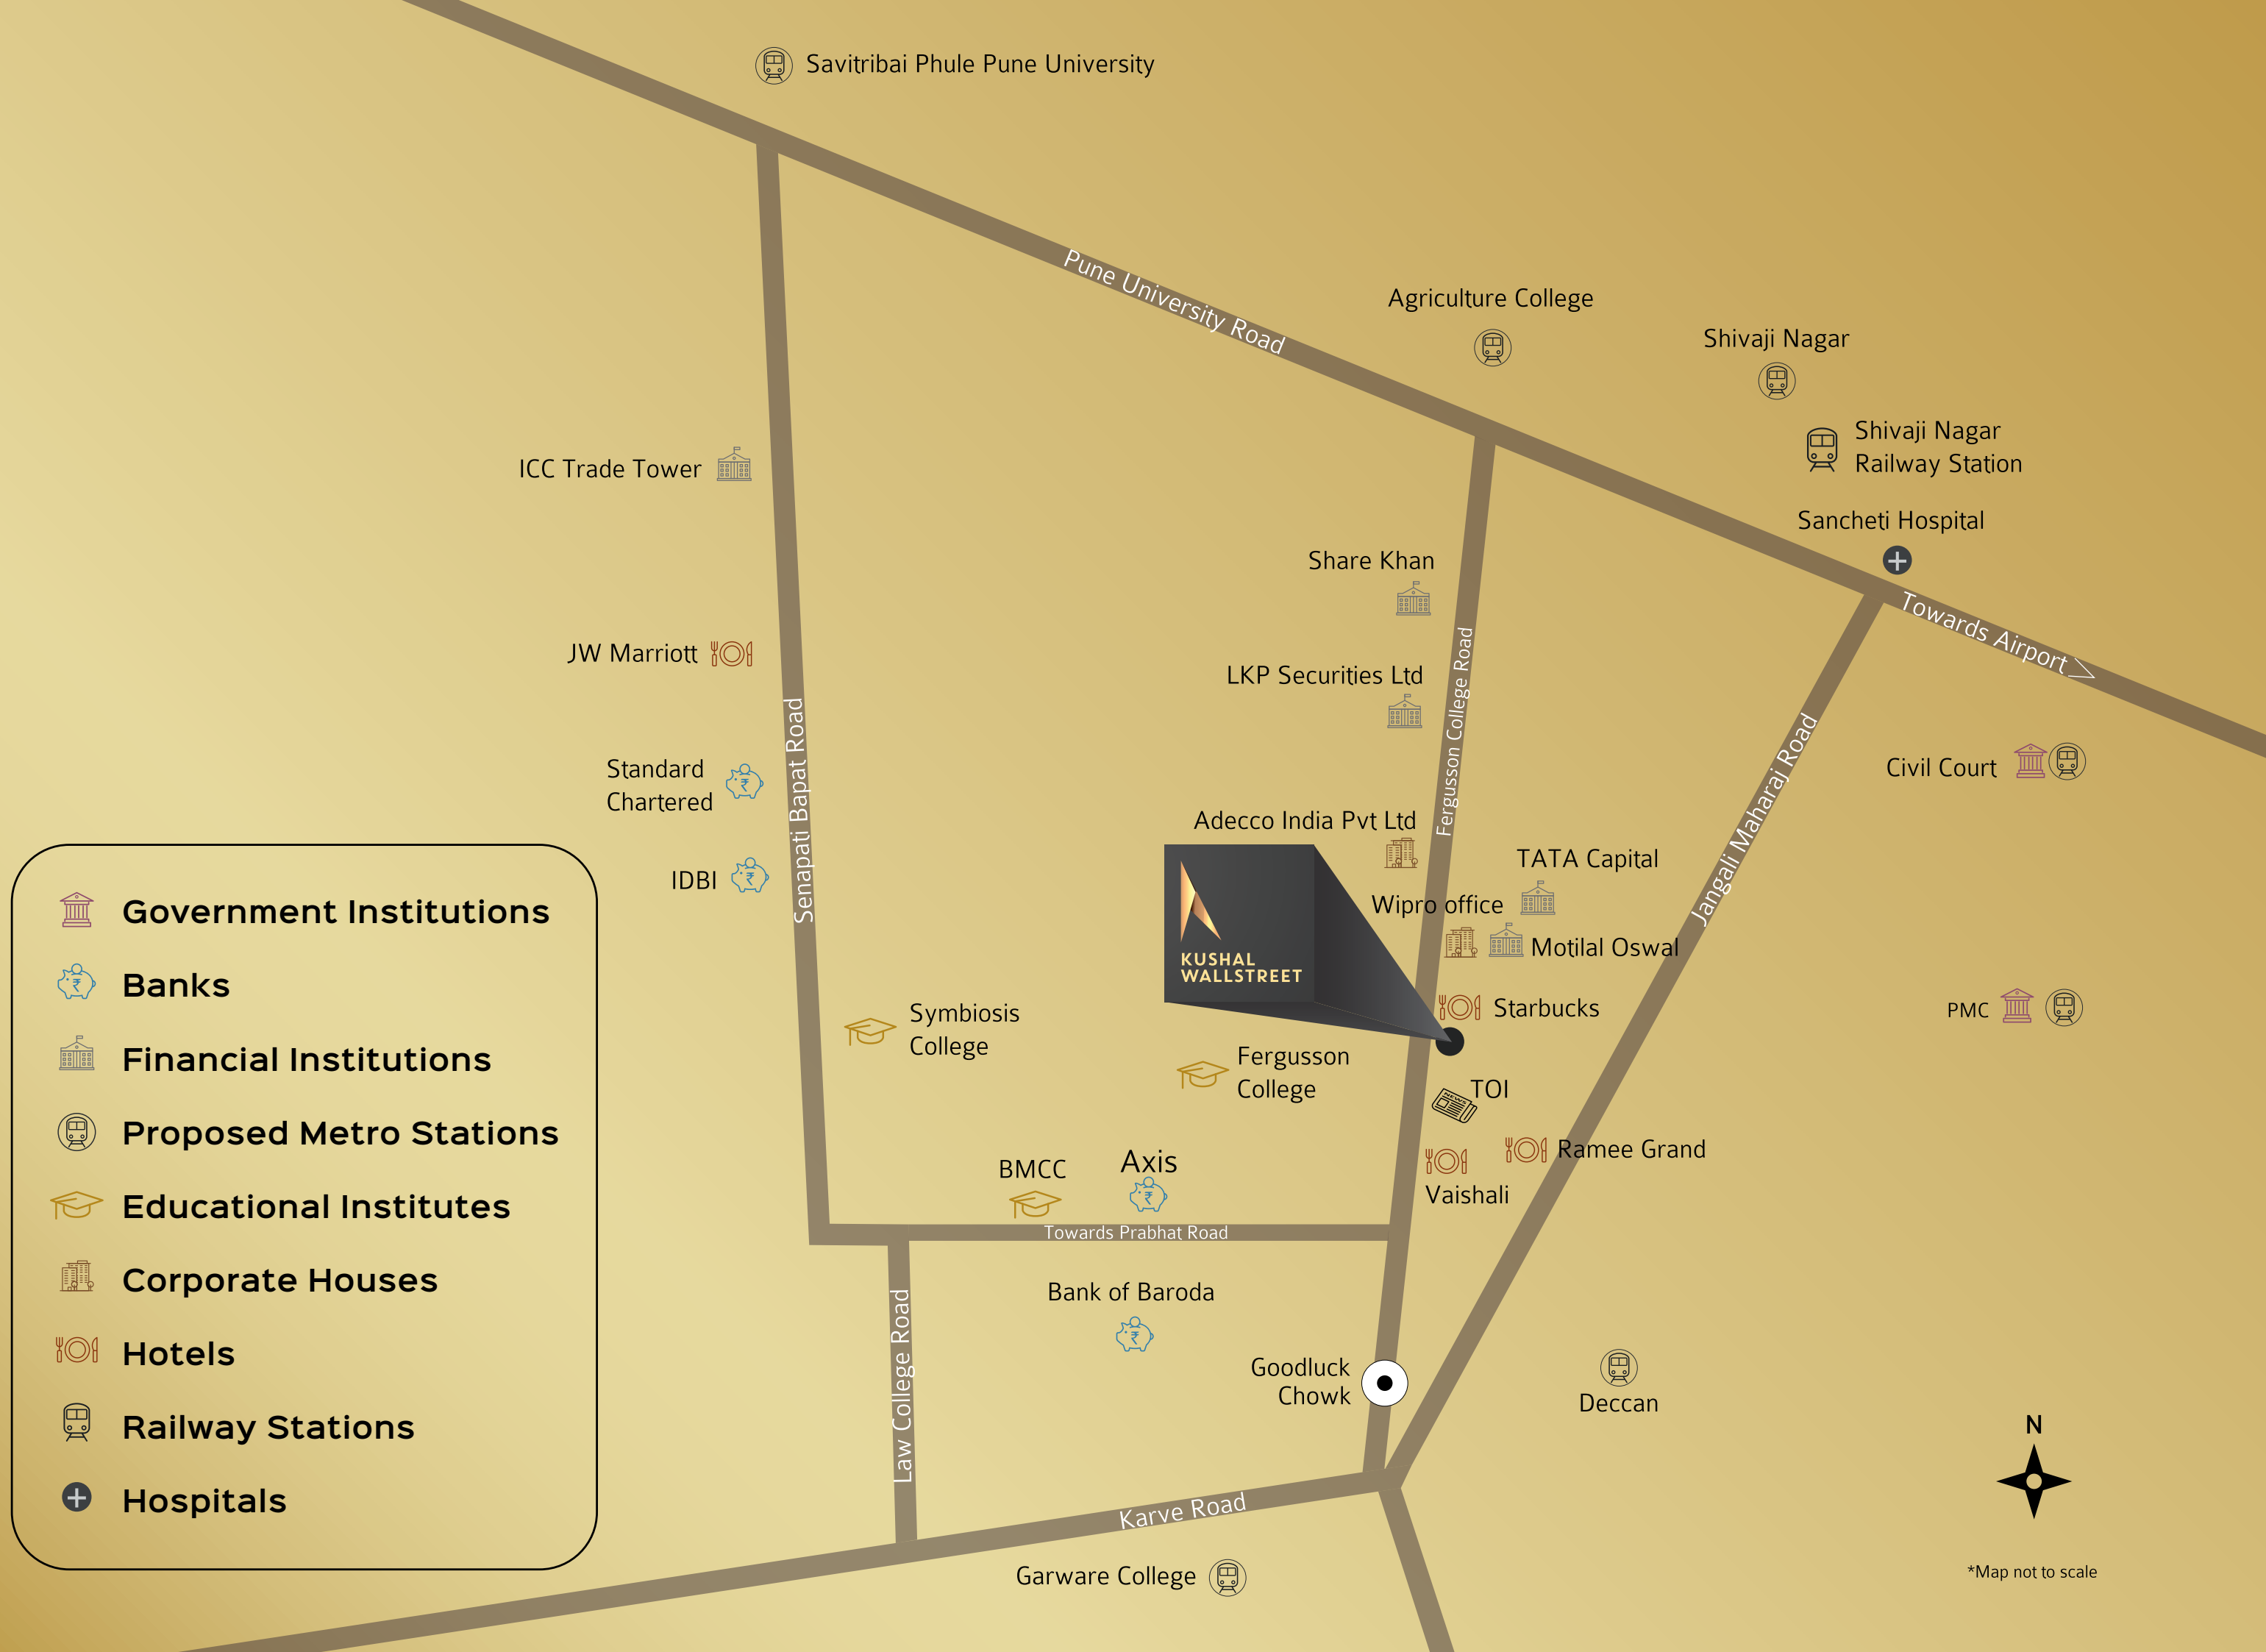 Savitribai Phule Pune University
Pune University Road
Agriculture College
Shivaji Nagar
Shivaji Nagar
Railway Station
Sancheti Hospital
Towards Airport
ICC Trade Tower
Share Khan
JW Marriott
LKP Securities Ltd
Fergusson College Road
Jangali Maharaj Road
Senapati Bapat Road
Standard
Chartered
Civil Court
Adecco India Pvt Ltd
TATA Capital
IDBI
Wipro office
Motilal Oswal
KUSHAL
WALLSTREET
Starbucks
PMC
Symbiosis
College
Fergusson
College
TOI
Ramee Grand
BMCC
Axis
Vaishali
NEWS
Towards Prabhat Road
Bank of Baroda
Law College Road
Goodluck
Chowk
Deccan
Karve Road
Garware College
N
*Map not to scale
Government Institutions
Banks
Financial Institutions
Proposed Metro Stations
Educational Institutes
Corporate Houses
Hotels
Railway Stations
Hospitals